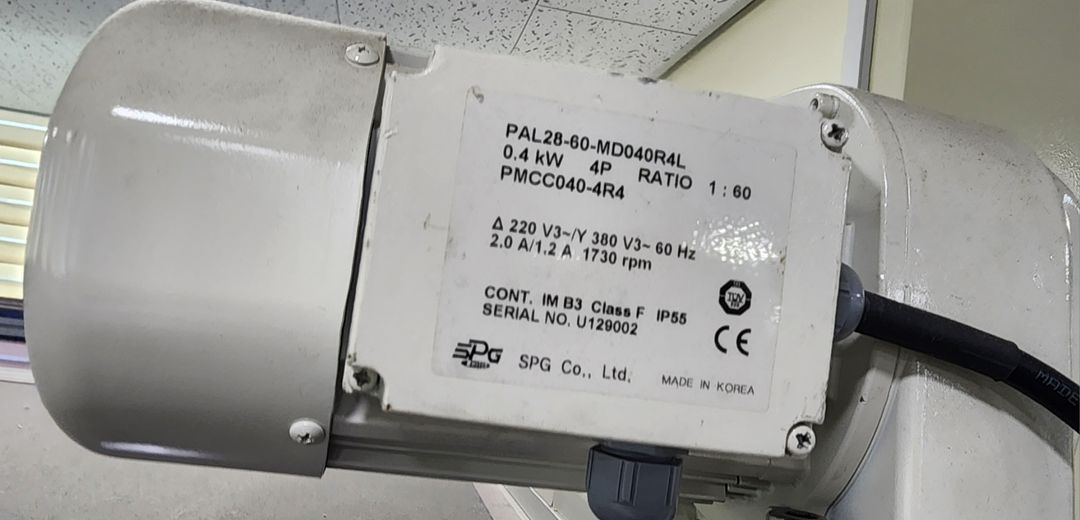 PAL28-60-MD040R4L
0.4 kW 4P RATIO 1 : 60
PMCC040-4R4
Δ 220 V3~/Y 380 V3~ 60 Hz
2.0 A/1.2 A 1730 rpm
CONT. IM B3 Class F IP55
SERIAL NO. U129002
TÜV
CE
SPG SPG Co., Ltd. MADE IN KOREA
MADE